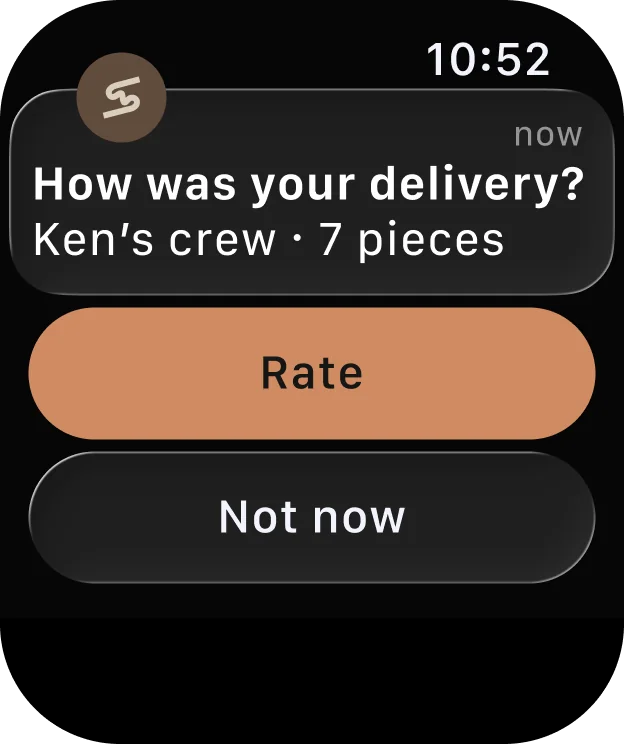 10:52
now
How was your delivery?
Ken’s crew · 7 pieces
Rate
Not now